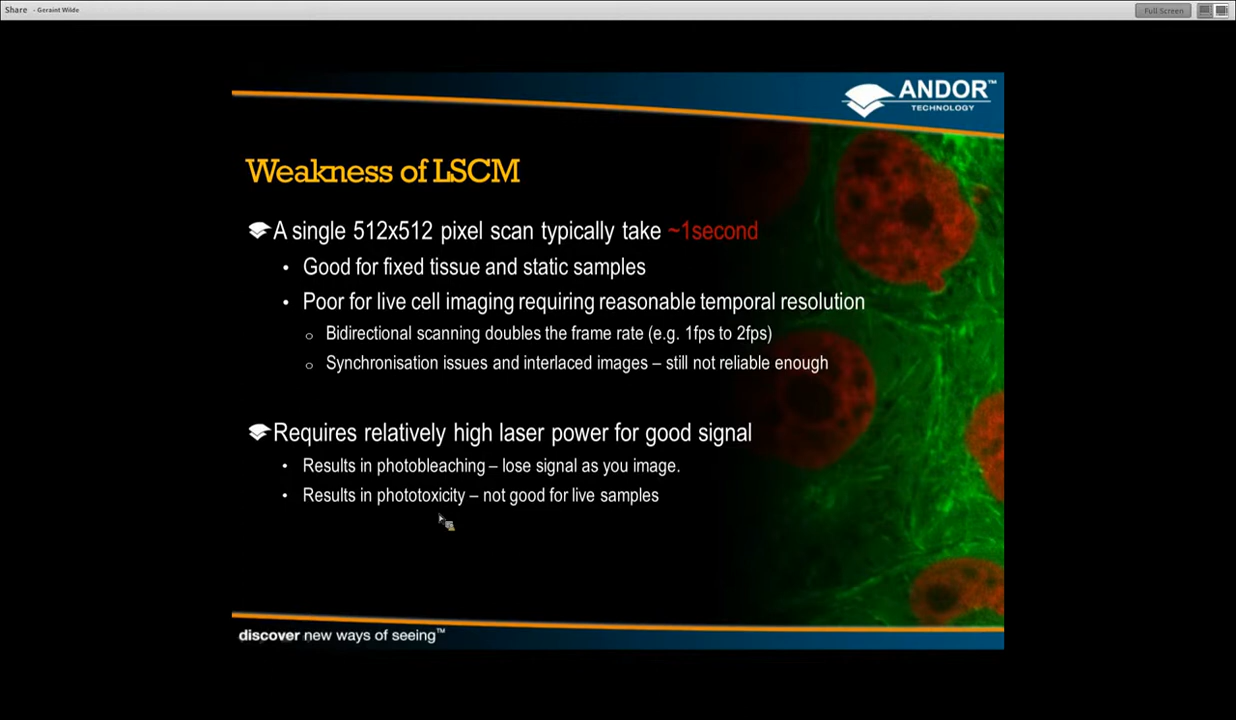 Share - Geraint Wilde
Full Screen
ANDOR™
TECHNOLOGY
Weakness of LSCM
A single 512x512 pixel scan typically take ~1second
• Good for fixed tissue and static samples
• Poor for live cell imaging requiring reasonable temporal resolution
o Bidirectional scanning doubles the frame rate (e.g. 1fps to 2fps)
o Synchronisation issues and interlaced images – still not reliable enough
Requires relatively high laser power for good signal
• Results in photobleaching – lose signal as you image.
• Results in phototoxicity – not good for live samples
discover new ways of seeing™